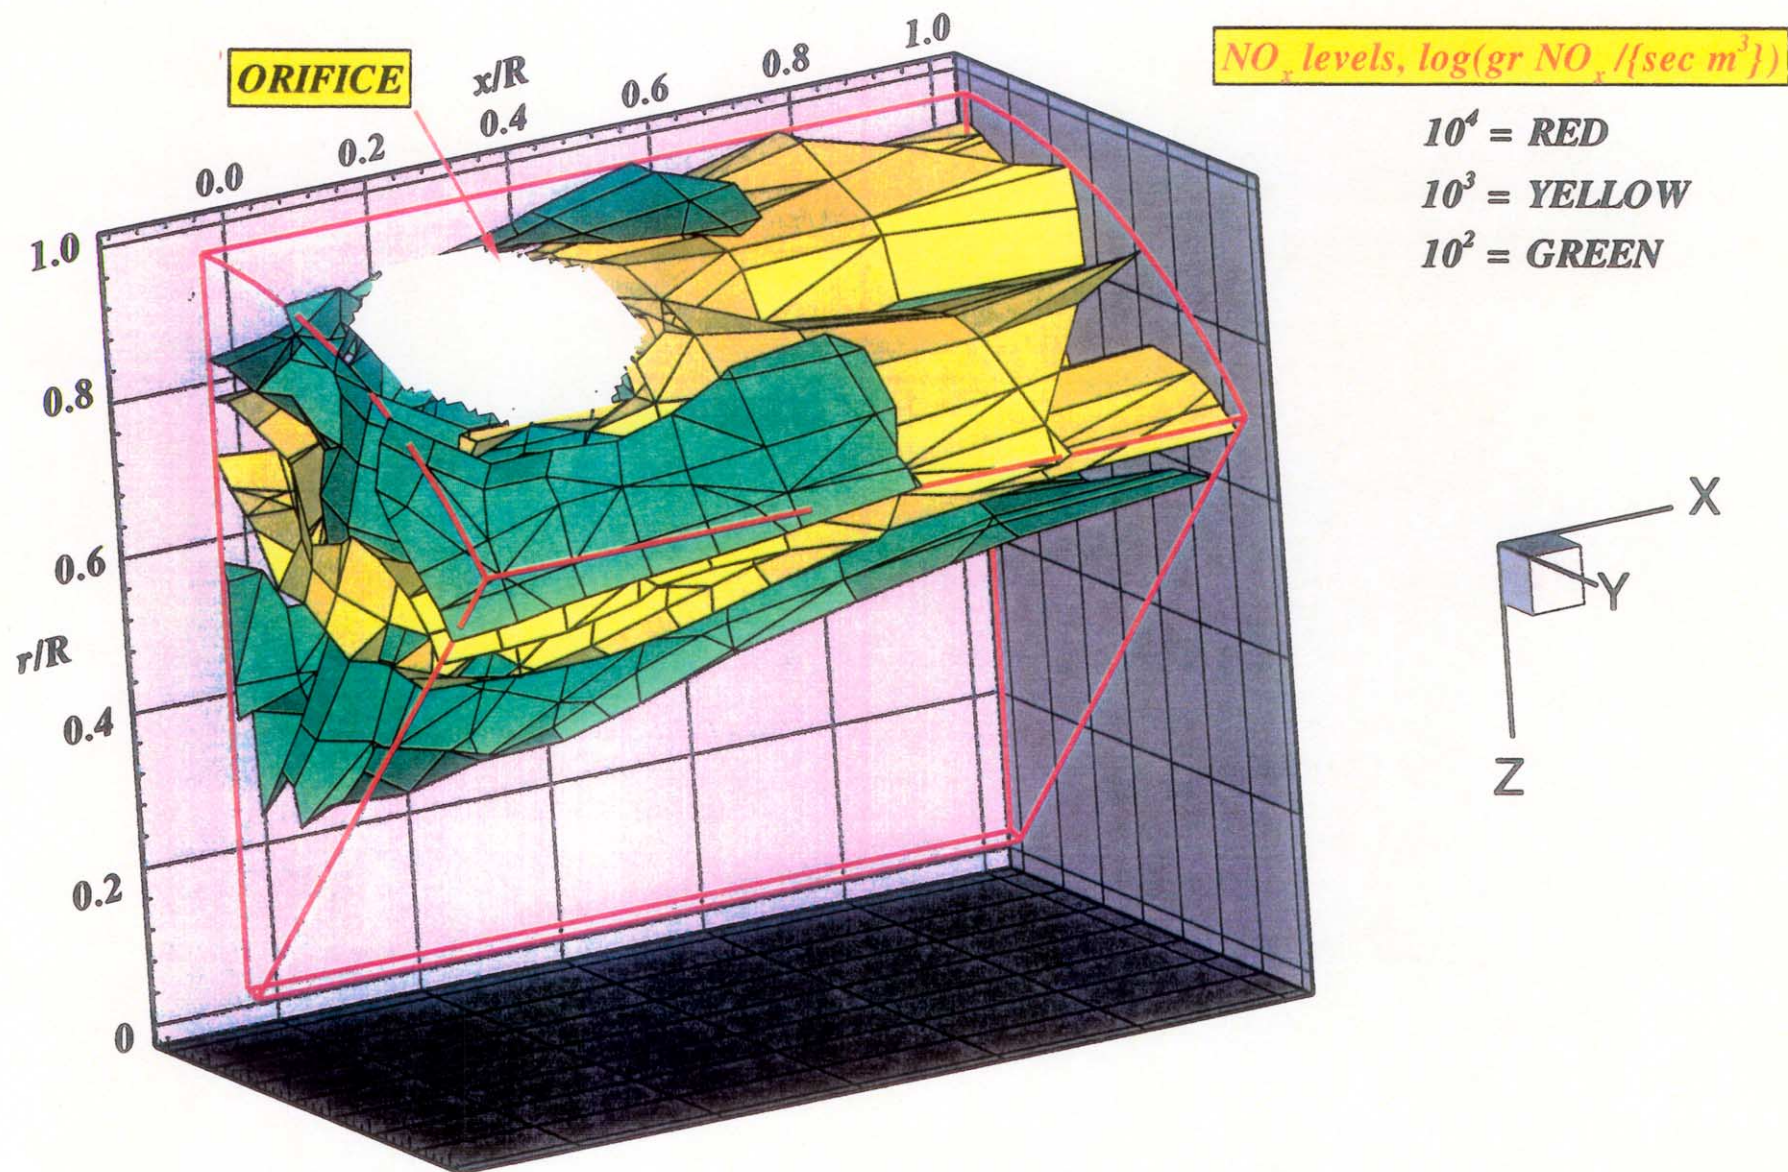 ORIFICE
x/R
0.0
0.2
0.4
0.6
0.8
1.0
NOₓ levels, log(gr NOₓ /{sec m³})
10⁴ = RED
10³ = YELLOW
10² = GREEN
1.0
0.8
0.6
r/R
0.4
0.2
0
X
Y
Z